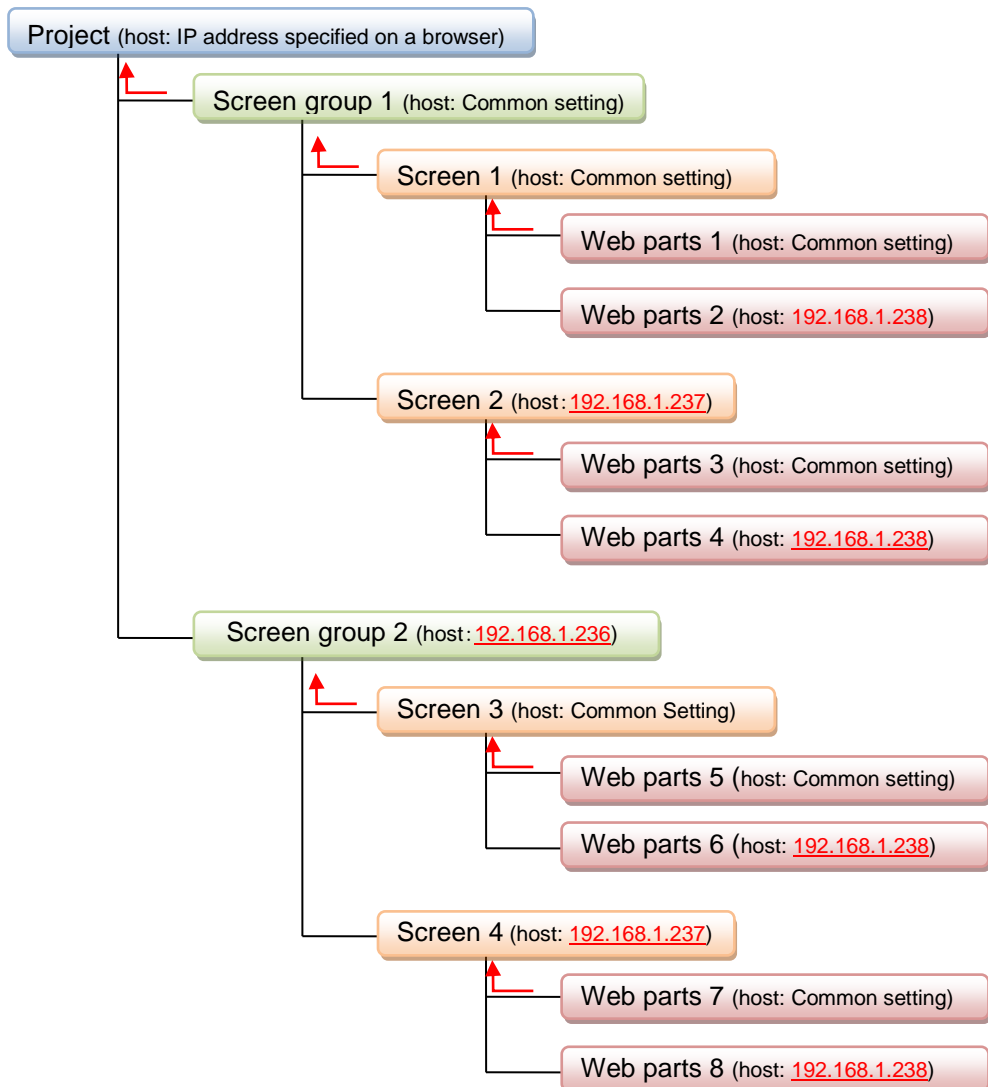 Project (host: IP address specified on a browser)
Screen group 1 (host: Common setting)
Screen 1 (host: Common setting)
Web parts 1 (host: Common setting)
Web parts 2 (host: 192.168.1.238)
Screen 2 (host: 192.168.1.237)
Web parts 3 (host: Common setting)
Web parts 4 (host: 192.168.1.238)
Screen group 2 (host: 192.168.1.236)
Screen 3 (host: Common Setting)
Web parts 5 (host: Common setting)
Web parts 6 (host: 192.168.1.238)
Screen 4 (host: 192.168.1.237)
Web parts 7 (host: Common setting)
Web parts 8 (host: 192.168.1.238)